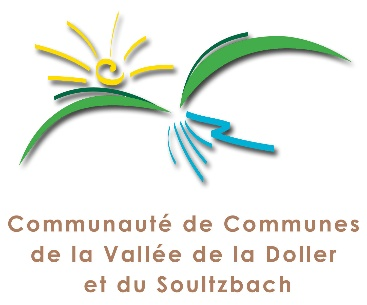 Communauté de Communes
de la Vallée de la Doller
et du Soultzbach